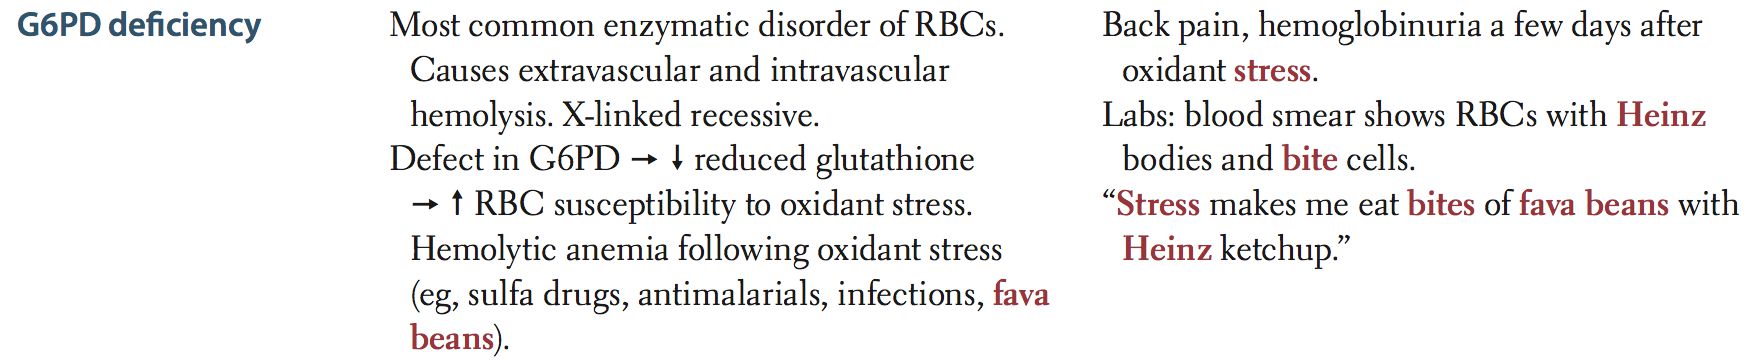 G6PD deficiency
Most common enzymatic disorder of RBCs.
Causes extravascular and intravascular
hemolysis. X-linked recessive.
Defect in G6PD → ↓ reduced glutathione
→ ↑ RBC susceptibility to oxidant stress.
Hemolytic anemia following oxidant stress
(eg, sulfa drugs, antimalarials, infections, fava
beans).
Back pain, hemoglobinuria a few days after
oxidant stress.
Labs: blood smear shows RBCs with Heinz
bodies and bite cells.
“Stress makes me eat bites of fava beans with
Heinz ketchup.”